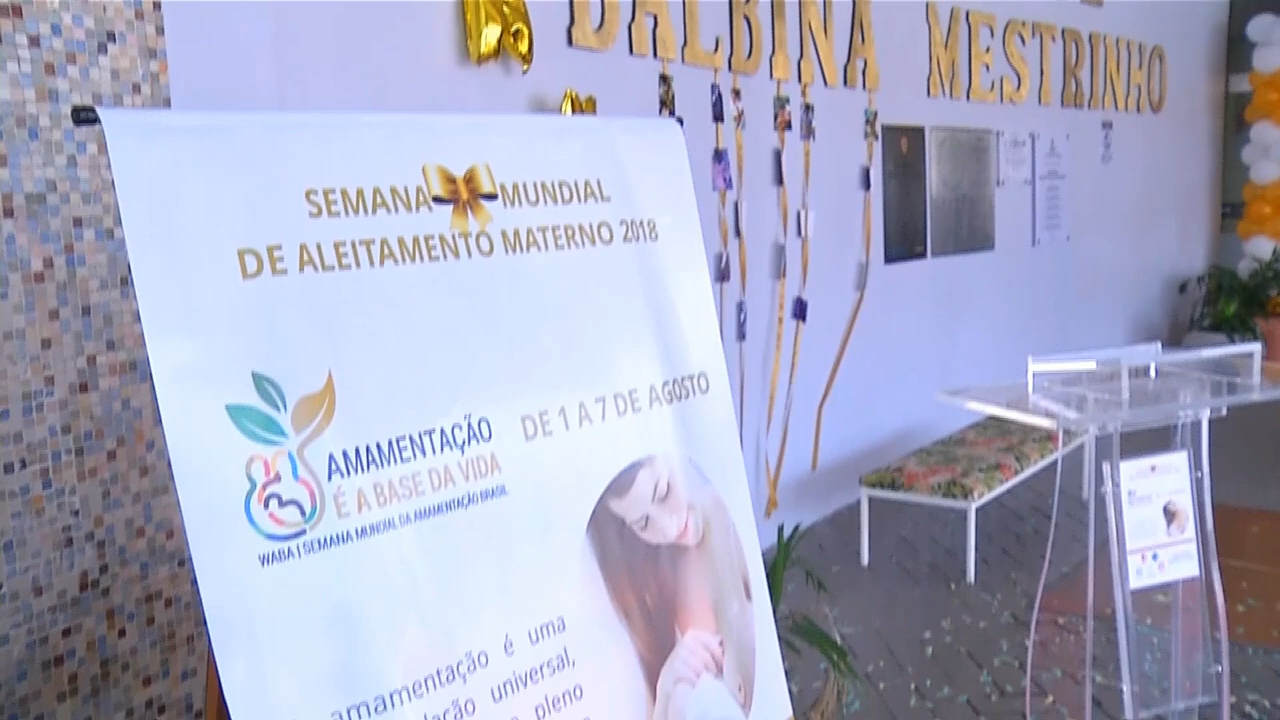 BALBINA MESTRINHO
SEMANA MUNDIAL
DE ALEITAMENTO MATERNO 2018
AMAMENTAÇÃO
É A BASE DA VIDA
WABA | SEMANA MUNDIAL DA AMAMENTAÇÃO BRASIL
DE 1 A 7 DE AGOSTO
amamentação é uma
universal,
pleno